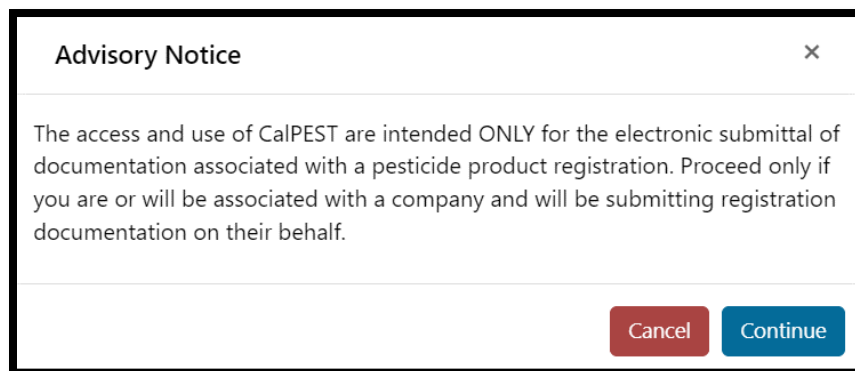 Advisory Notice ×
The access and use of CalPEST are intended ONLY for the electronic submittal of
documentation associated with a pesticide product registration. Proceed only if
you are or will be associated with a company and will be submitting registration
documentation on their behalf.
Cancel Continue